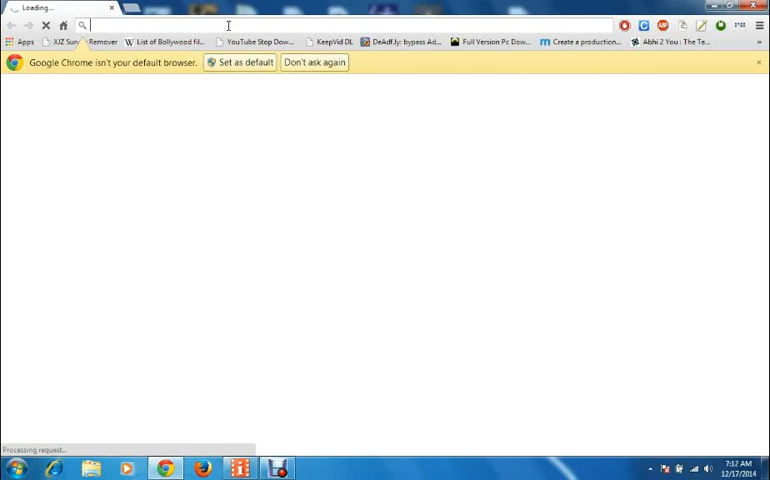 Loading...
Apps XJZ Survey Remover List of Bollywood fil... YouTube Stop Dow... KeepVid DL DeAdf.ly: bypass Ad... Full Version Pc Dow... Create a production... Abhi 2 You : The Te... »
Google Chrome isn't your default browser. Set as default Don't ask again
Processing request...
7:12 AM
12/17/2014